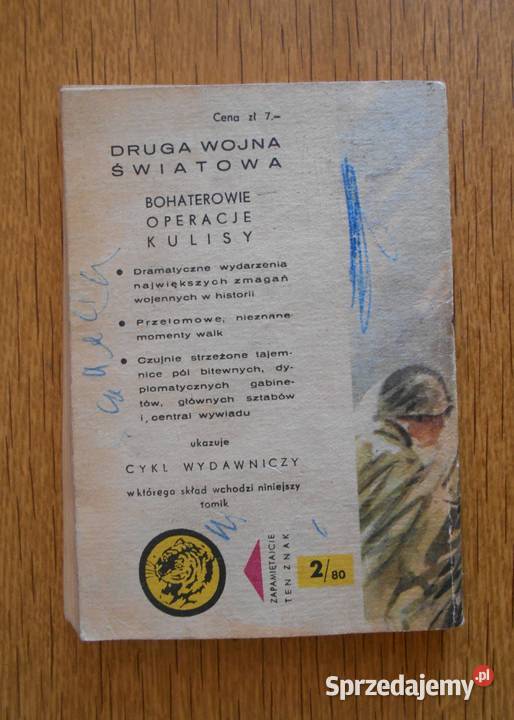 Cena zł 7.–
DRUGA WOJNA
ŚWIATOWA
BOHATEROWIE
OPERACJE
KULISY
• Dramatyczne wydarzenia
największych zmagań
wojennych w historii
• Przełomowe, nieznane
momenty walk
• Czujnie strzeżone tajem-
nice pól bitewnych, dy-
plomatycznych gabine-
tów, głównych sztabów
i central wywiadu
ukazuje
CYKL WYDAWNICZY
w którego skład wchodzi niniejszy
tomik
ZAPAMIĘTAJCIE
TEN ZNAK
2/80
Sprzedajemy.pl